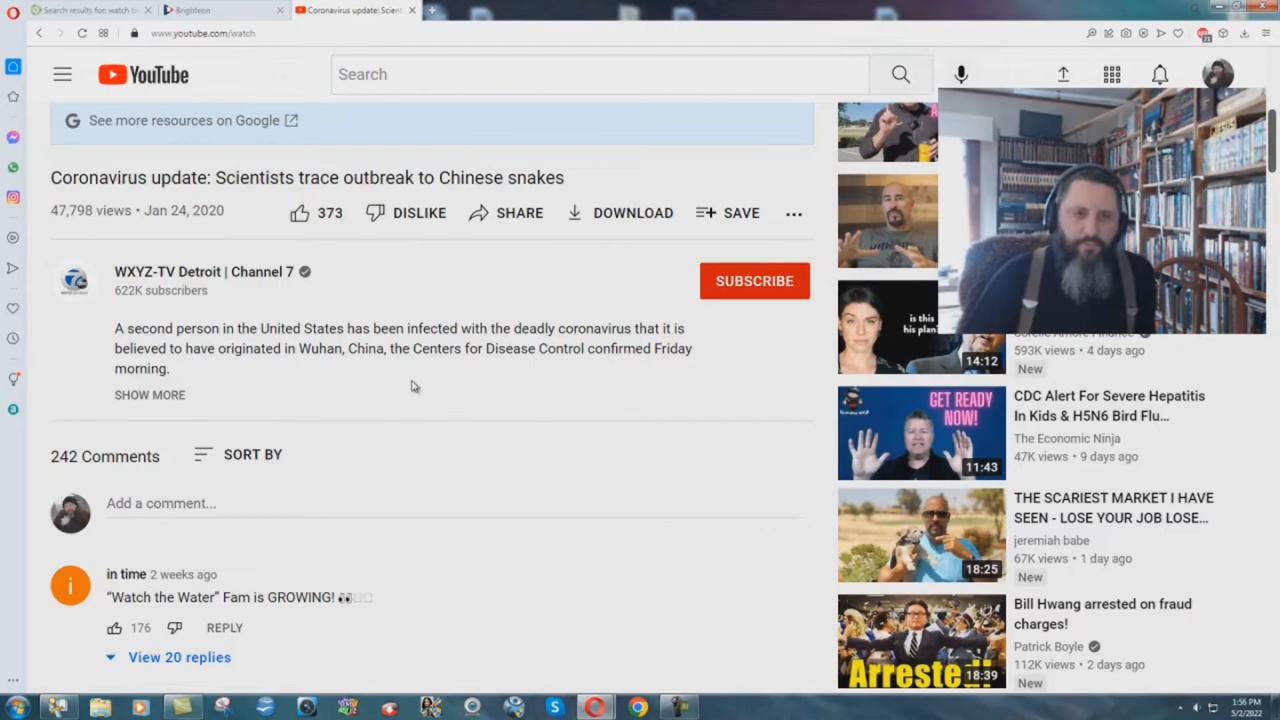 Search results for: watch th
Brighteon
Coronavirus update: Scient
www.youtube.com/watch
YouTube
Search
See more resources on Google
Coronavirus update: Scientists trace outbreak to Chinese snakes
47,798 views • Jan 24, 2020
373
DISLIKE
SHARE
DOWNLOAD
SAVE
WXYZ-TV Detroit | Channel 7
622K subscribers
SUBSCRIBE
A second person in the United States has been infected with the deadly coronavirus that it is
believed to have originated in Wuhan, China, the Centers for Disease Control confirmed Friday
morning.
SHOW MORE
242 Comments
SORT BY
Add a comment...
in time 2 weeks ago
“Watch the Water” Fam is GROWING!
176
REPLY
View 20 replies
is this
his plan?
14:12
593K views • 4 days ago
New
GET READY
NOW!
11:43
CDC Alert For Severe Hepatitis
In Kids & H5N6 Bird Flu...
The Economic Ninja
47K views • 9 days ago
18:25
THE SCARIEST MARKET I HAVE
SEEN - LOSE YOUR JOB LOSE...
jeremiah babe
67K views • 1 day ago
New
Arrested!
18:39
Bill Hwang arrested on fraud
charges!
Patrick Boyle
112K views • 2 days ago
New
1:56 PM
5/2/2022